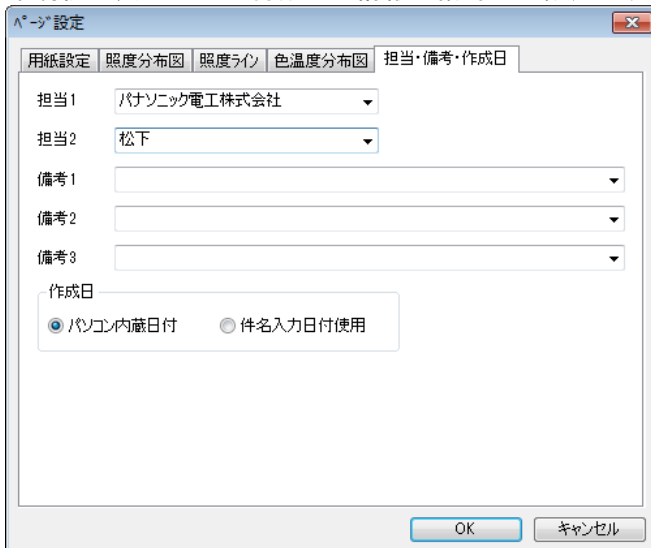 ﾍﾟｰｼﾞ設定
用紙設定 照度分布図 照度ﾗｲﾝ 色温度分布図 担当･備考･作成日
担当1 パナソニック電工株式会社
担当2 松下
備考1
備考2
備考3
作成日
パソコン内蔵日付 件名入力日付使用
OK キャンセル